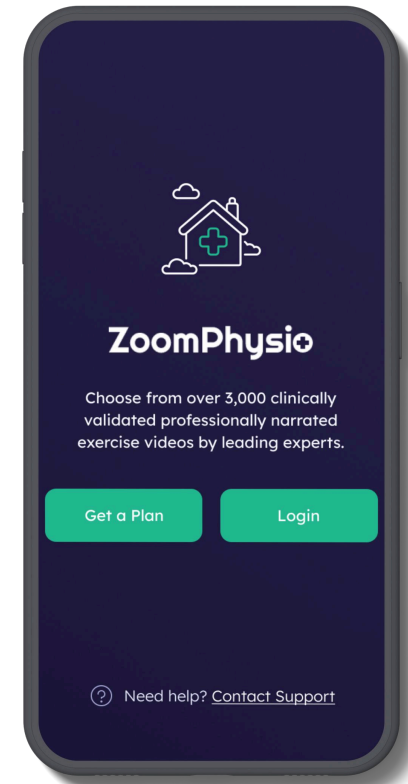 ZoomPhysio
Choose from over 3,000 clinically
validated professionally narrated
exercise videos by leading experts.
Get a Plan
Login
? Need help? Contact Support